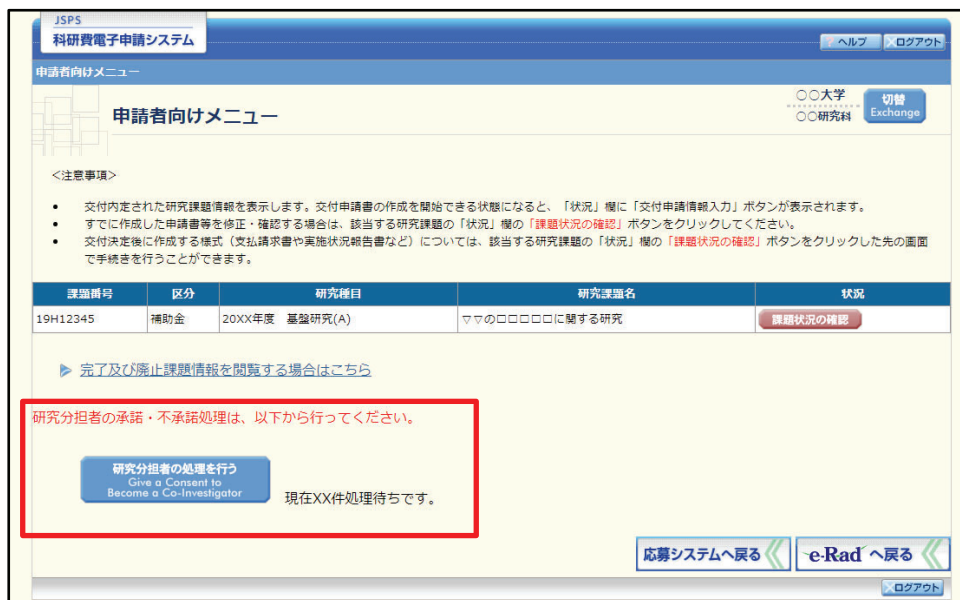 JSPS
科研費電子申請システム
ヘルプ
ログアウト
申請者向けメニュー
申請者向けメニュー
〇〇大学
〇〇研究科
切替
Exchange
<注意事項>
• 交付内定された研究課題情報を表示します。交付申請書の作成を開始できる状態になると、「状況」欄に「交付申請情報入力」ボタンが表示されます。
• すでに作成した申請書等を修正・確認する場合は、該当する研究課題の「状況」欄の「課題状況の確認」ボタンをクリックしてください。
• 交付決定後に作成する様式（支払請求書や実施状況報告書など）については、該当する研究課題の「状況」欄の「課題状況の確認」ボタンをクリックした先の画面
で手続きを行うことができます。
課題番号 区分 研究種目 研究課題名 状況
19H12345 補助金 20XX年度 基盤研究(A) ▽▽の□□□□□に関する研究 課題状況の確認
完了及び廃止課題情報を閲覧する場合はこちら
研究分担者の承諾・不承諾処理は、以下から行ってください。
研究分担者の処理を行う
Give a Consent to
Become a Co-Investigator
現在XX件処理待ちです。
応募システムへ戻る
e-Rad へ戻る
ログアウト